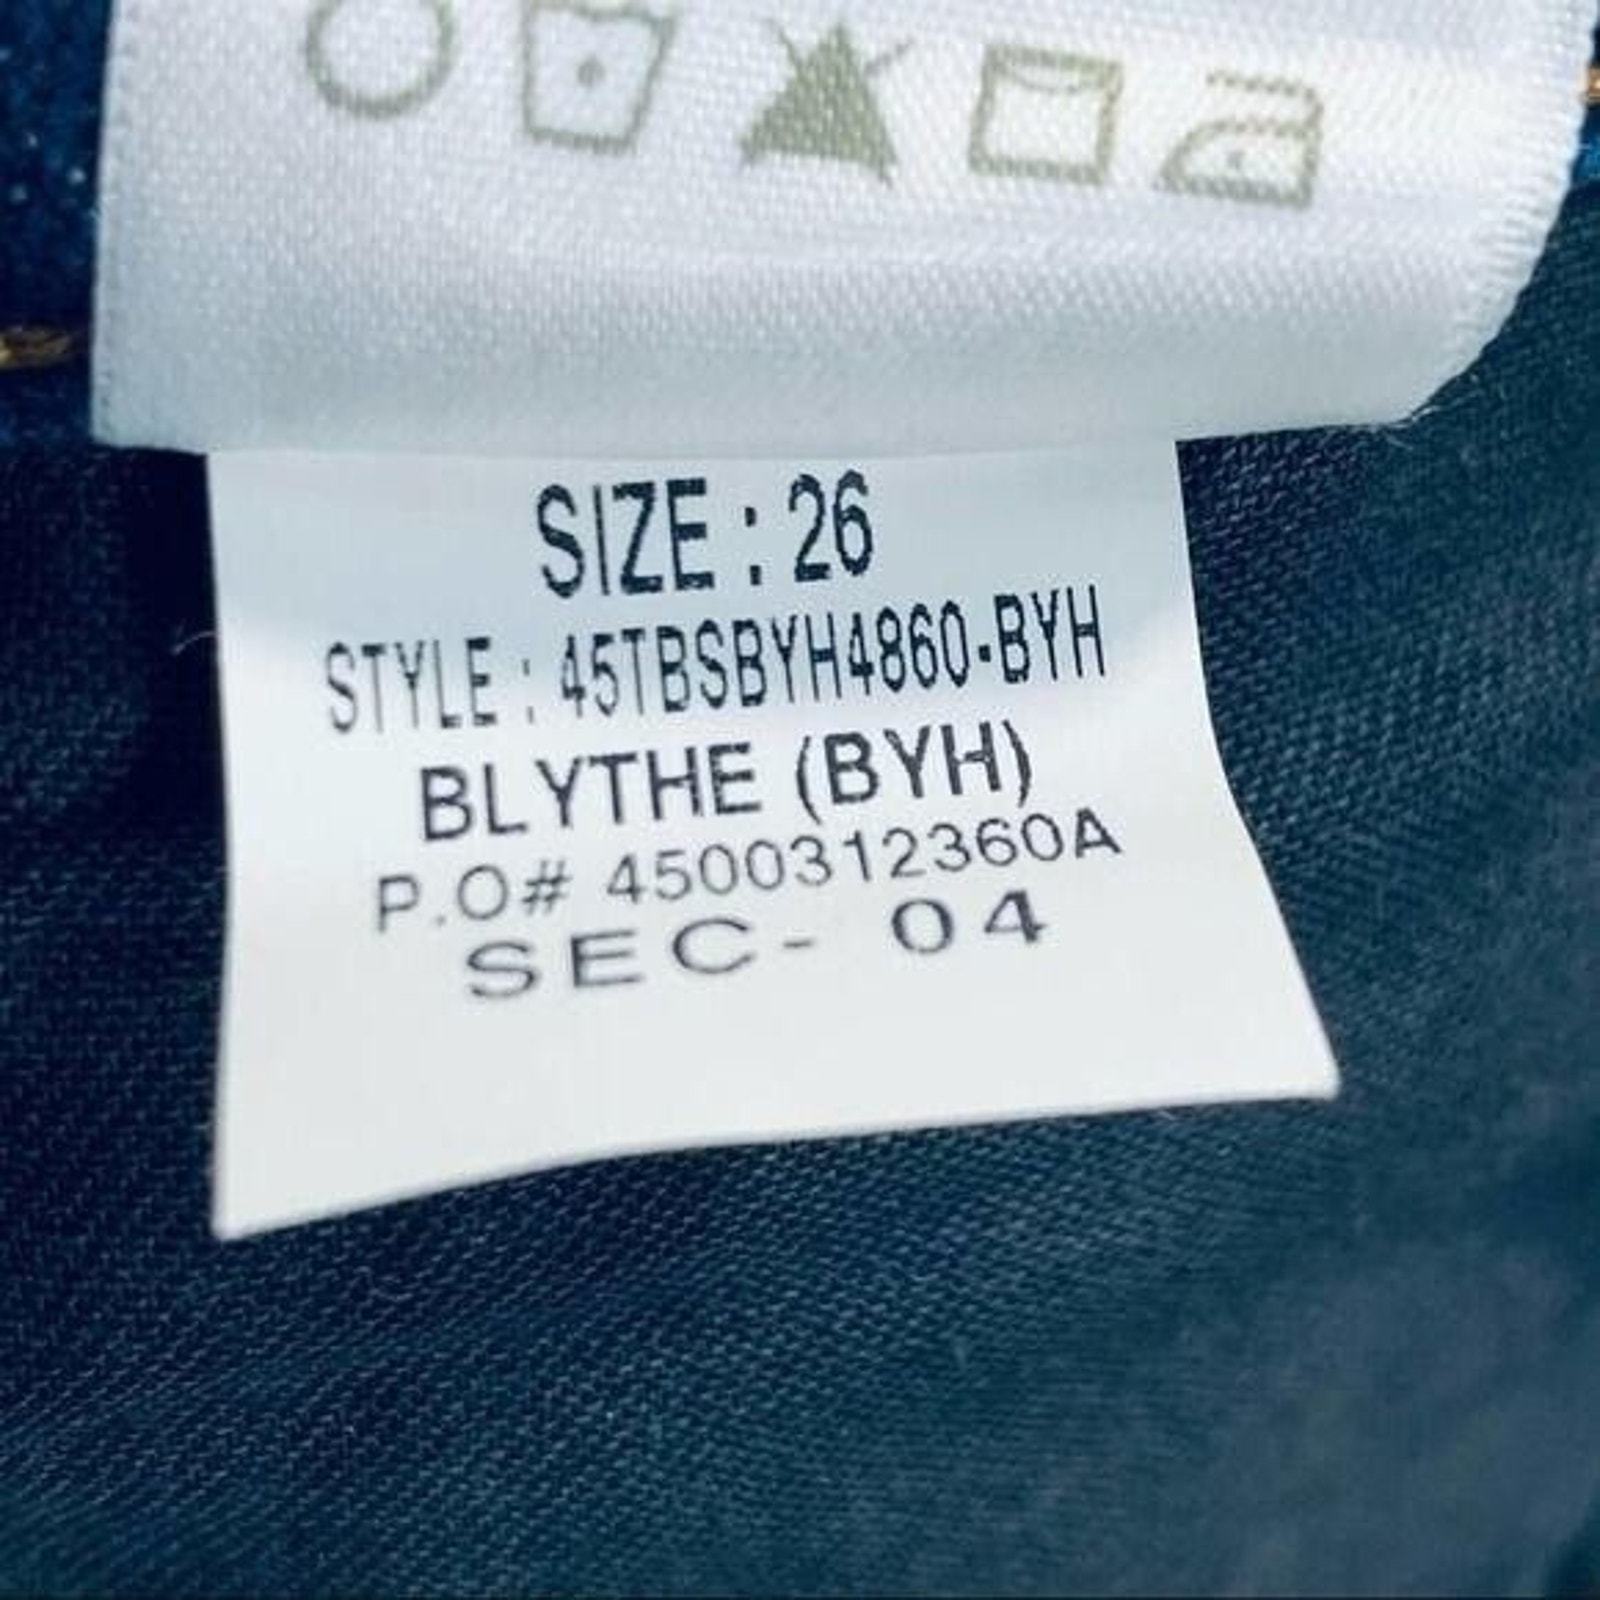 SIZE : 26
STYLE : 45TBSBYH4860-BYH
BLYTHE (BYH)
P.O# 4500312360A
SEC- 04